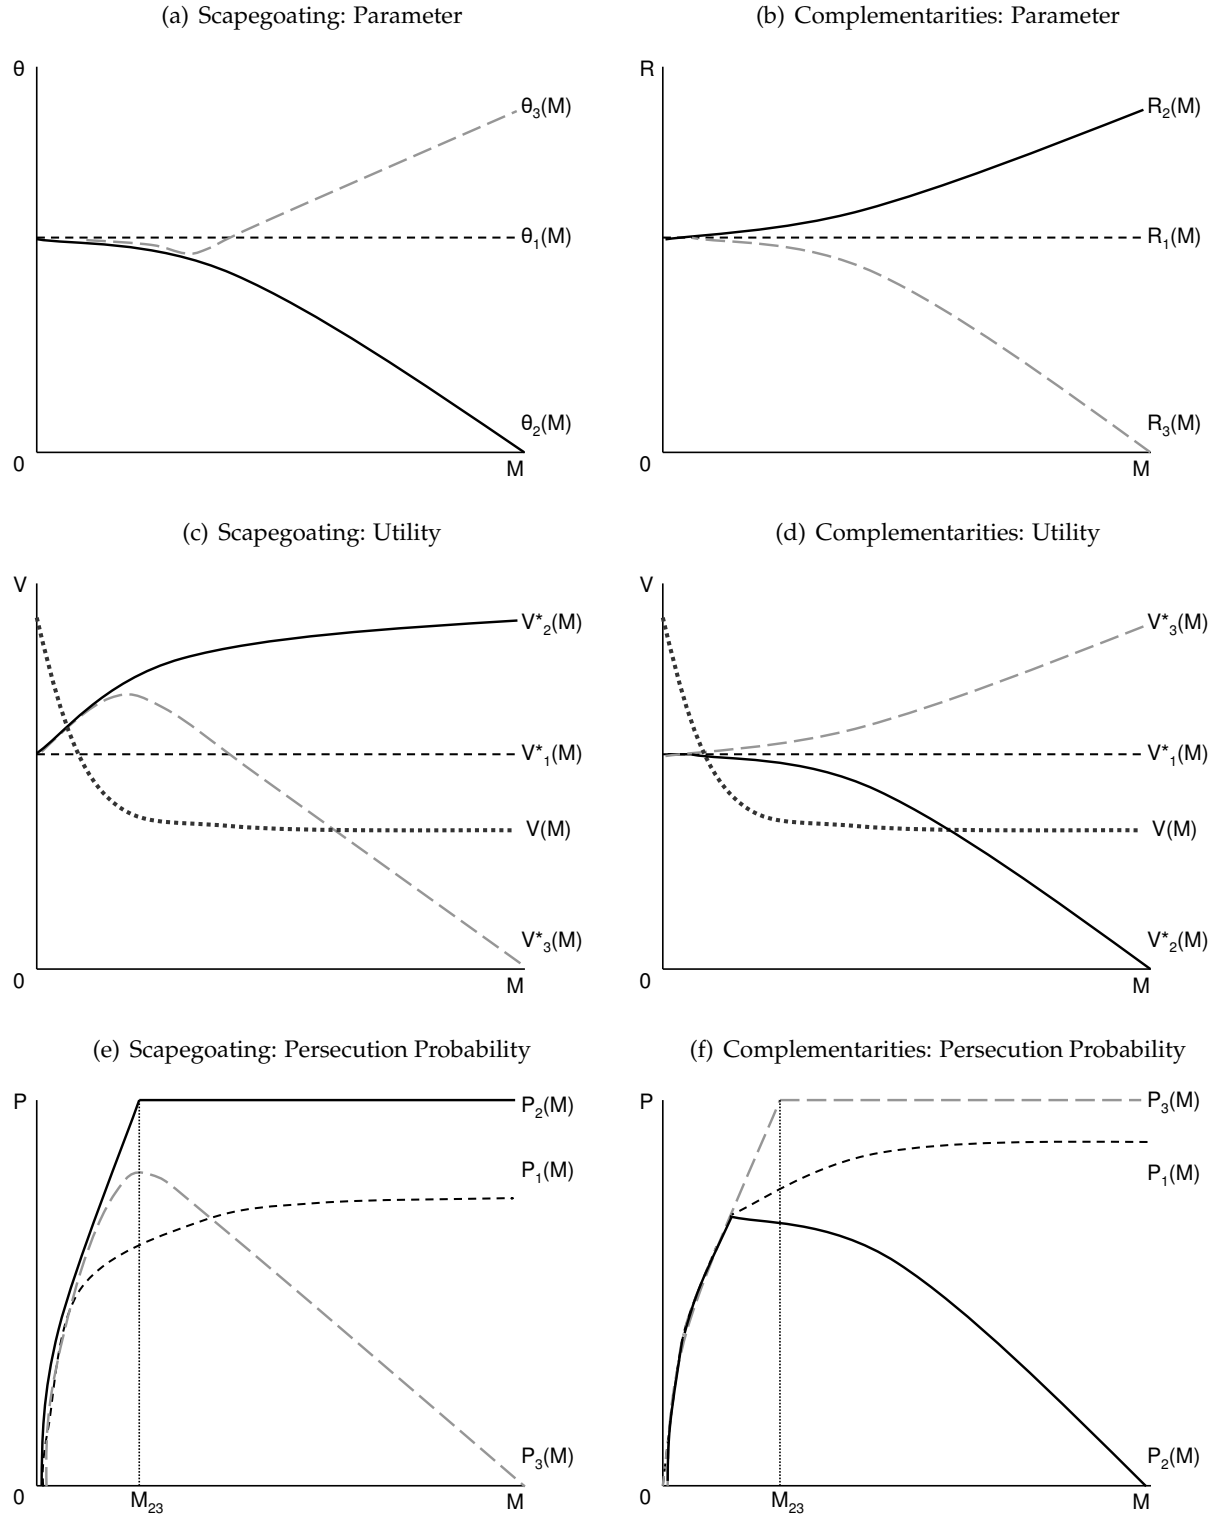 (a) Scapegoating: Parameter
θ
θ3(M)
θ1(M)
θ2(M)
0
M
(b) Complementarities: Parameter
R
R2(M)
R1(M)
R3(M)
0
M
(c) Scapegoating: Utility
V
V*2(M)
V*1(M)
V(M)
V*3(M)
0
M
(d) Complementarities: Utility
V
V*3(M)
V*1(M)
V(M)
V*2(M)
0
M
(e) Scapegoating: Persecution Probability
P
P2(M)
P1(M)
P3(M)
0
M23
M
(f) Complementarities: Persecution Probability
P
P3(M)
P1(M)
P2(M)
0
M23
M